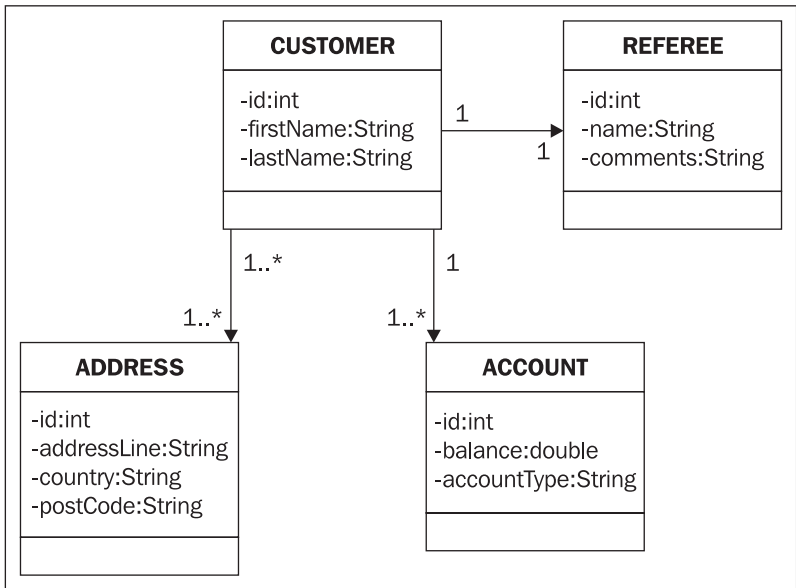 CUSTOMER
-id:int
-firstName:String
-lastName:String
REFEREE
-id:int
-name:String
-comments:String
1
1
1..*
1..*
1
1..*
ADDRESS
-id:int
-addressLine:String
-country:String
-postCode:String
ACCOUNT
-id:int
-balance:double
-accountType:String